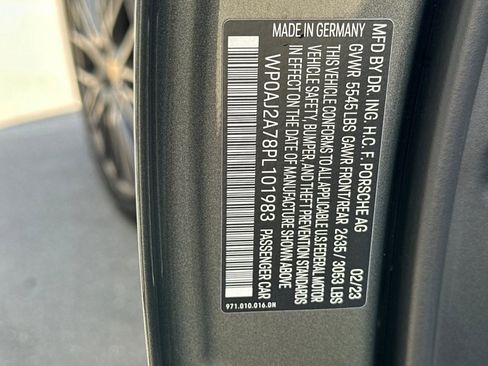 MFD BY DR. ING. H.C. F. PORSCHE AG
GVWR 5545 LBS GAWR FRONT/REAR 2635 / 3053 LBS
02/23
THIS VEHICLE CONFORMS TO ALL APPLICABLE U.S FEDERAL MOTOR
VEHICLE SAFETY, BUMPER, AND THEFT PREVENTION STANDARDS
IN EFFECT ON THE DATE OF MANUFACTURE SHOWN ABOVE
WP0AJ2A78PL101983 PASSENGER CAR
MADE IN GERMANY
971.010.016.0N